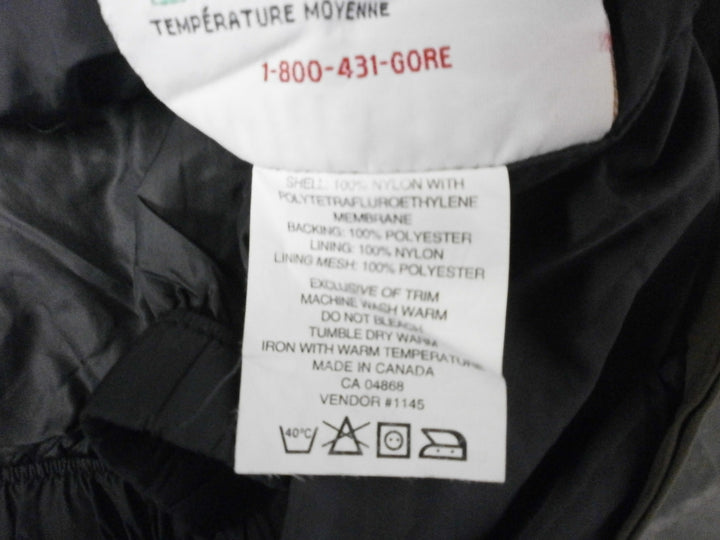 TEMPÉRATURE MOYENNE
1-800-431-GORE
SHELL: 100% NYLON WITH
POLYTETRAFLUROETHYLENE
MEMBRANE
BACKING: 100% POLYESTER
LINING: 100% NYLON
LINING MESH: 100% POLYESTER
EXCLUSIVE OF TRIM
MACHINE WASH WARM
DO NOT BLEACH
TUMBLE DRY WARM
IRON WITH WARM TEMPERATURE
MADE IN CANADA
CA 04868
VENDOR #1145
40°C